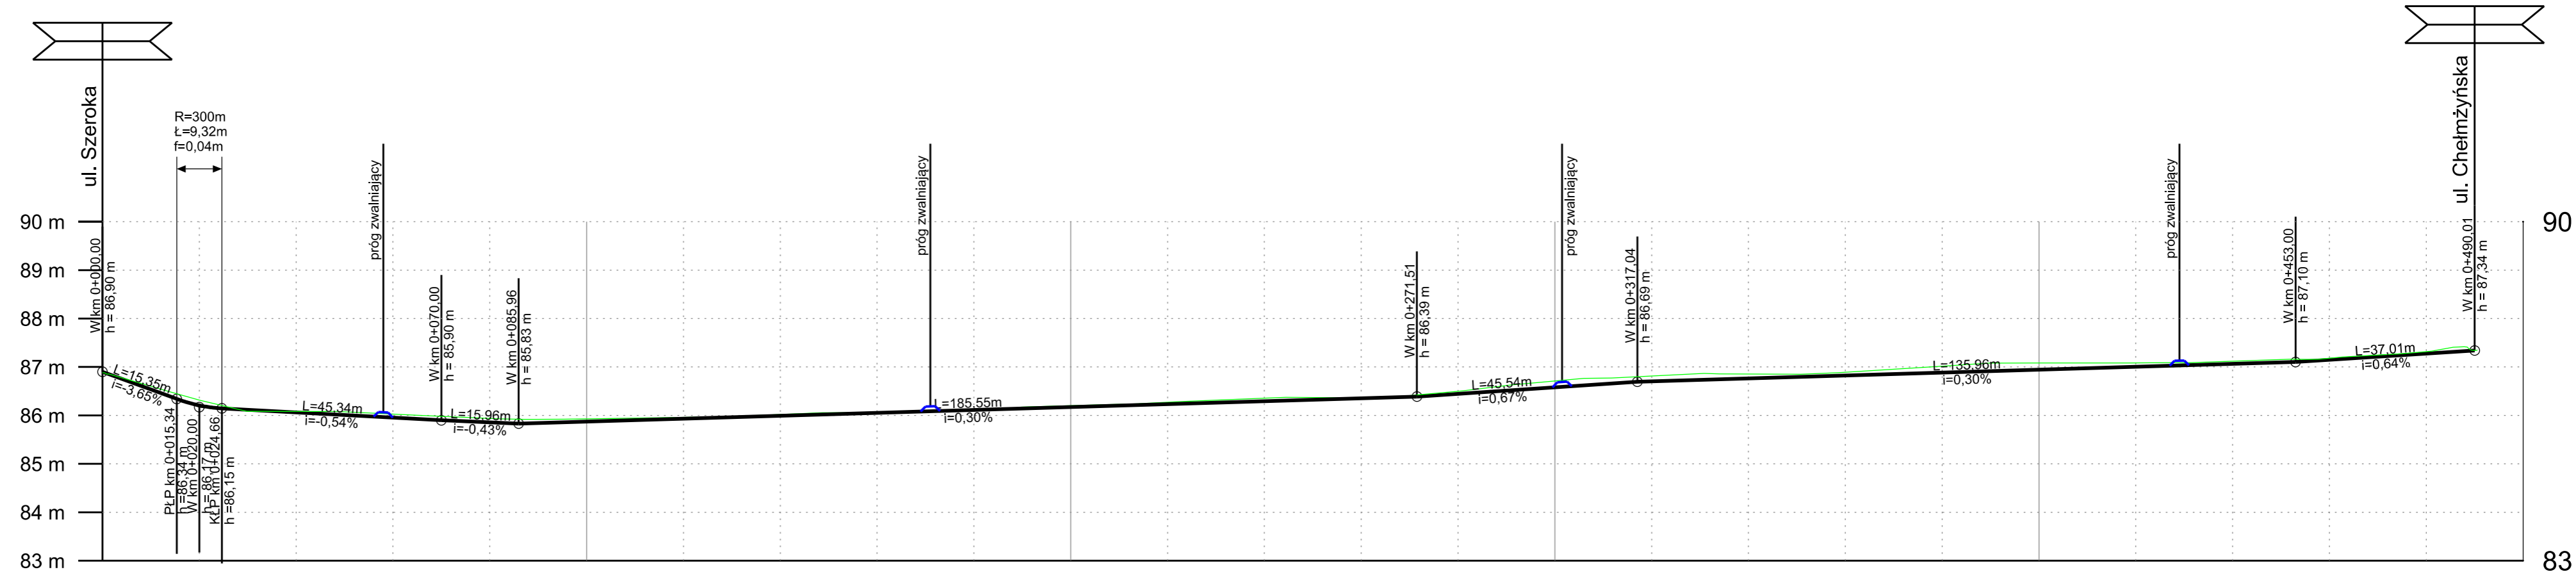 ul. Szeroka
R=300m
Ł=9,32m
f=0,04m
próg zwalniający
próg zwalniający
próg zwalniający
próg zwalniający
ul. Chełmżyńska
90 m
89 m
88 m
87 m
86 m
85 m
84 m
83 m
90
83
W km 0+000,00
h = 86,90 m
L=15,35m
i=-3,65%
PŁP km 0+015,34
h =86,34 m
W km 0+020,00
h = 86,17 m
KŁP km 0+024,66
h =86,15 m
L=45,34m
i=-0,54%
W km 0+070,00
h = 85,90 m
L=15,96m
i=-0,43%
W km 0+085,96
h = 85,83 m
L=185,55m
i=0,30%
W km 0+271,51
h = 86,39 m
L=45,54m
i=0,67%
W km 0+317,04
h = 86,69 m
L=135,96m
i=0,30%
W km 0+453,00
h = 87,10 m
L=37,01m
i=0,64%
W km 0+490,01
h = 87,34 m